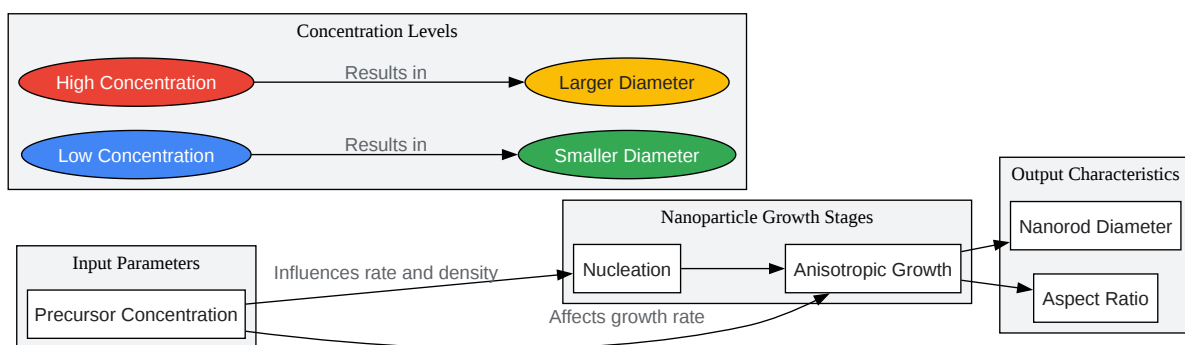 Concentration Levels
High Concentration
Results in
Larger Diameter
Low Concentration
Results in
Smaller Diameter
Output Characteristics
Nanorod Diameter
Aspect Ratio
Nanoparticle Growth Stages
Nucleation
Anisotropic Growth
Input Parameters
Precursor Concentration
Influences rate and density
Affects growth rate